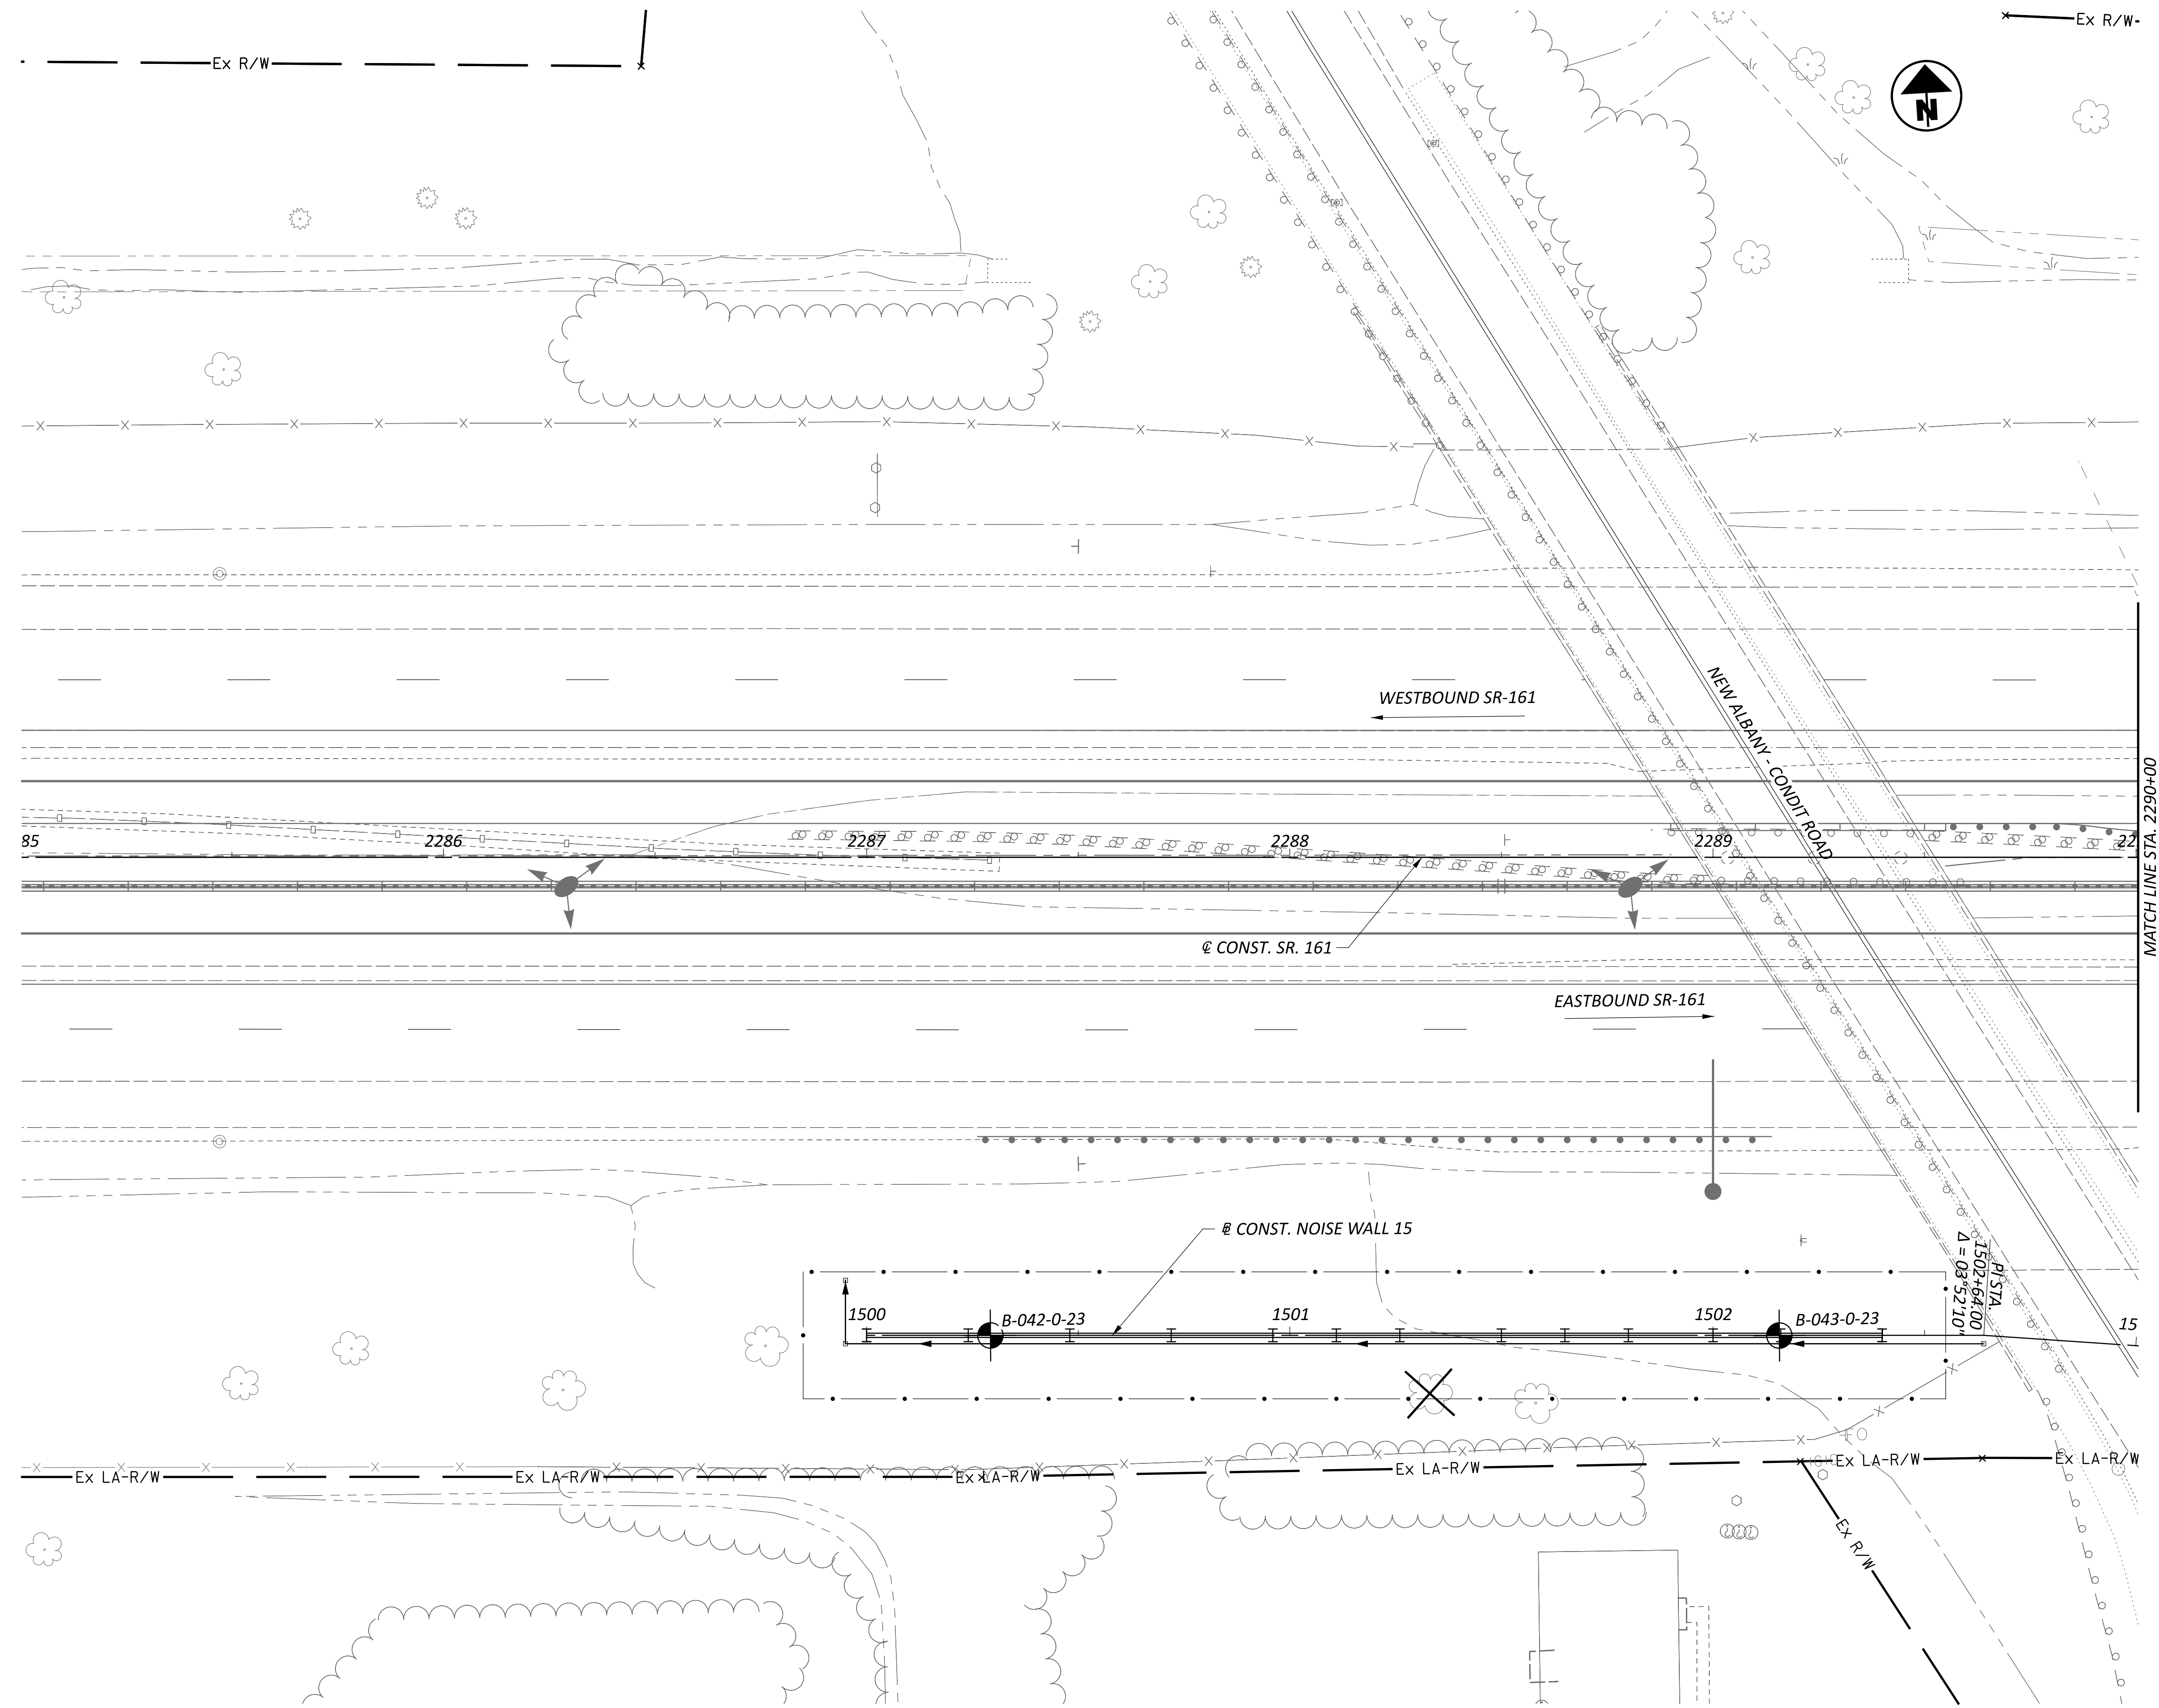 Ex R/W
Ex R/W
N
WESTBOUND SR-161
NEW ALBANY - CONDIT ROAD
MATCH LINE STA. 2290+00
85
2286
2287
2288
2289
22
℄ CONST. SR. 161
EASTBOUND SR-161
CONST. NOISE WALL 15
PI STA.
1502+64.00
Δ = 03°52'10"
1500
B-042-0-23
1501
1502
B-043-0-23
15
Ex LA-R/W
Ex LA-R/W
Ex LA-R/W
Ex LA-R/W
Ex LA-R/W
Ex LA-R/W
Ex R/W